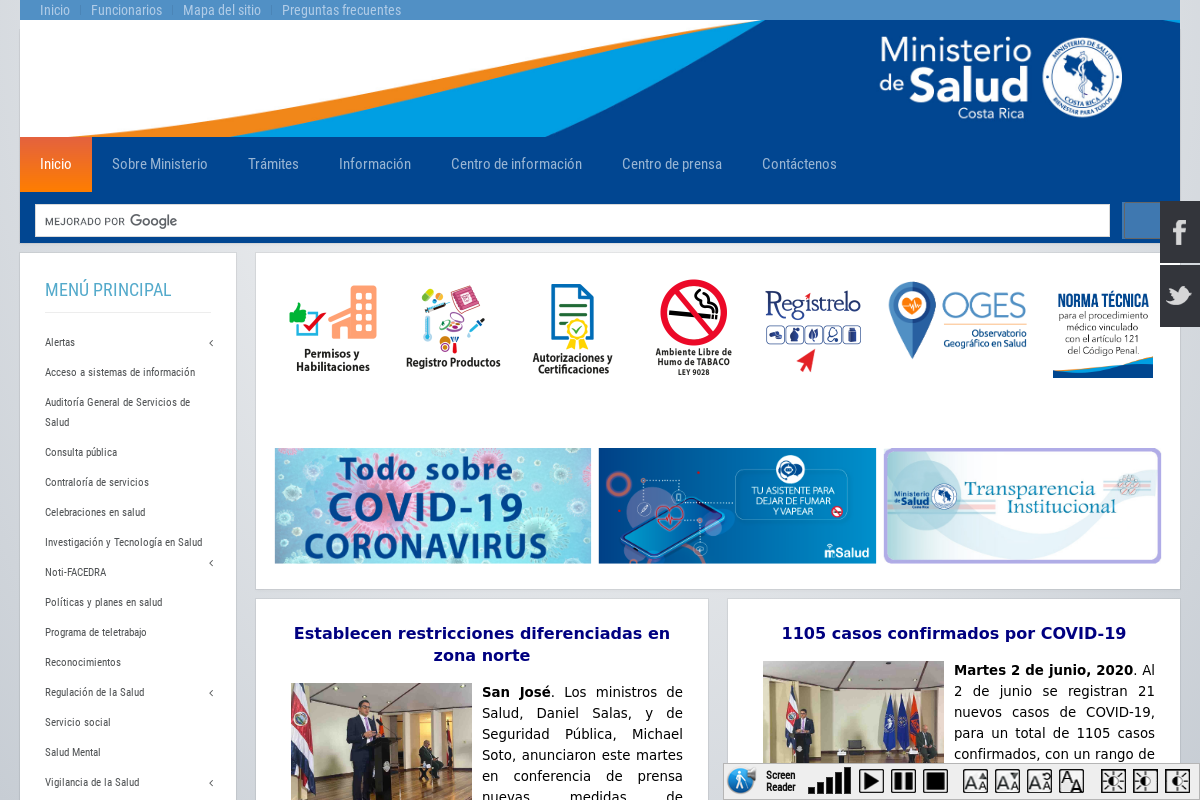 Inicio Funcionarios Mapa del sitio Preguntas frecuentes
Ministerio
de Salud
Costa Rica
MINISTERIO DE SALUD
COSTA RICA
BIENESTAR PARA TODOS
Inicio Sobre Ministerio Trámites Información Centro de información Centro de prensa Contáctenos
MEJORADO POR Google
MENÚ PRINCIPAL
Alertas
Acceso a sistemas de información
Auditoría General de Servicios de
Salud
Consulta pública
Contraloría de servicios
Celebraciones en salud
Investigación y Tecnología en Salud
Noti-FACEDRA
Políticas y planes en salud
Programa de teletrabajo
Reconocimientos
Regulación de la Salud
Servicio social
Salud Mental
Vigilancia de la Salud
Permisos y
Habilitaciones
Registro Productos
Autorizaciones y
Certificaciones
Ambiente Libre de
Humo de TABACO
LEY 9028
Regístrelo
OGES
Observatorio
Geográfico en Salud
NORMA TÉCNICA
para el procedimiento
médico vinculado
con el artículo 121
del Código Penal.
Todo sobre
COVID-19
CORONAVIRUS
TU ASISTENTE PARA
DEJAR DE FUMAR
Y VAPEAR
mSalud
Ministerio
de Salud
Costa Rica
Transparencia
Institucional
Establecen restricciones diferenciadas en
zona norte
San José. Los ministros de
Salud, Daniel Salas, y de
Seguridad Pública, Michael
Soto, anunciaron este martes
en conferencia de prensa
nuevas medidas de
1105 casos confirmados por COVID-19
Martes 2 de junio, 2020. Al
2 de junio se registran 21
nuevos casos de COVID-19,
para un total de 1105 casos
confirmados, con un rango de
Screen
Reader